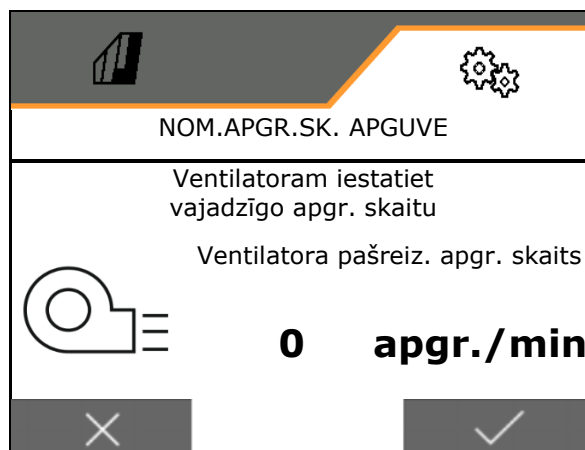 NOM.APGR.SK. APGUVE
Ventilatoram iestatiet
vajadzīgo apgr. skaitu
Ventilatora pašreiz. apgr. skaits
0 apgr./min